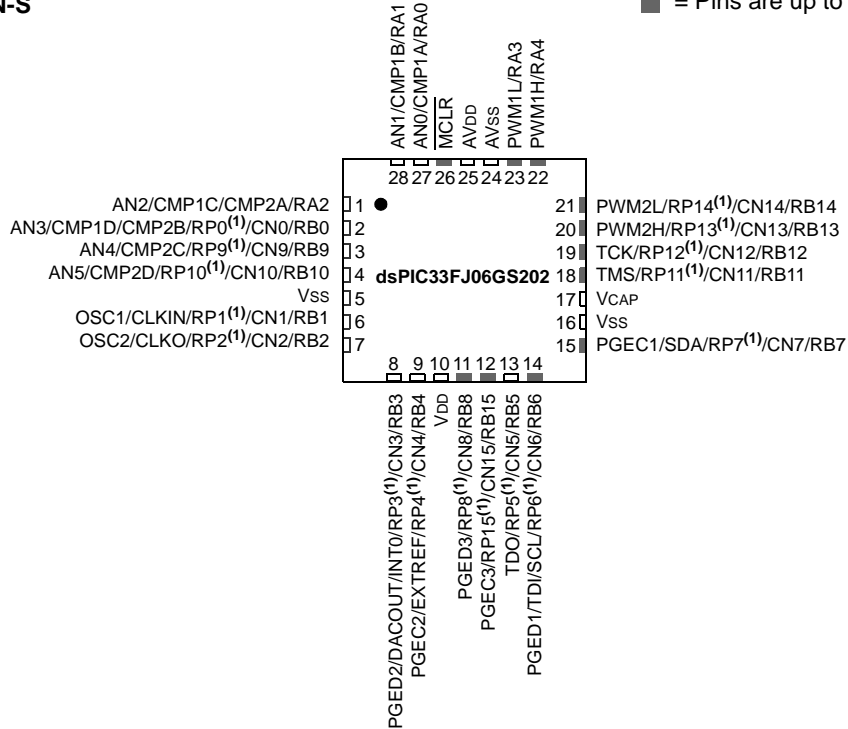 N-S
= Pins are up to
AN1/CMP1B/RA1
AN0/CMP1A/RA0
MCLR
AVDD
AVSS
PWM1L/RA3
PWM1H/RA4
28 27 26 25 24 23 22
AN2/CMP1C/CMP2A/RA2 1
AN3/CMP1D/CMP2B/RP0(1)/CN0/RB0 2
AN4/CMP2C/RP9(1)/CN9/RB9 3
AN5/CMP2D/RP10(1)/CN10/RB10 4
VSS 5
OSC1/CLKIN/RP1(1)/CN1/RB1 6
OSC2/CLKO/RP2(1)/CN2/RB2 7
dsPIC33FJ06GS202
21 PWM2L/RP14(1)/CN14/RB14
20 PWM2H/RP13(1)/CN13/RB13
19 TCK/RP12(1)/CN12/RB12
18 TMS/RP11(1)/CN11/RB11
17 VCAP
16 VSS
15 PGEC1/SDA/RP7(1)/CN7/RB7
8 9 10 11 12 13 14
PGED2/DACOUT/INT0/RP3(1)/CN3/RB3
PGEC2/EXTREF/RP4(1)/CN4/RB4
VDD
PGED3/RP8(1)/CN8/RB8
PGEC3/RP15(1)/CN15/RB15
TDO/RP5(1)/CN5/RB5
PGED1/TDI/SCL/RP6(1)/CN6/RB6